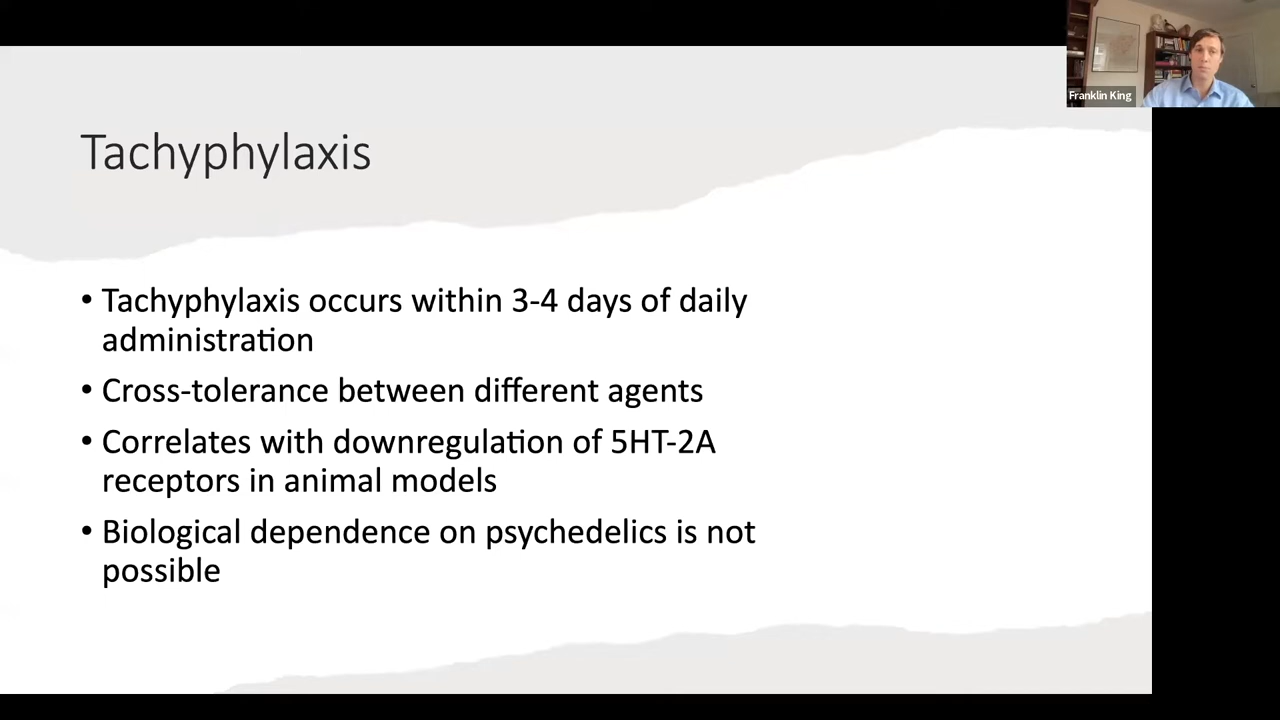 Franklin King
Tachyphylaxis
• Tachyphylaxis occurs within 3-4 days of daily
administration
• Cross-tolerance between different agents
• Correlates with downregulation of 5HT-2A
receptors in animal models
• Biological dependence on psychedelics is not
possible